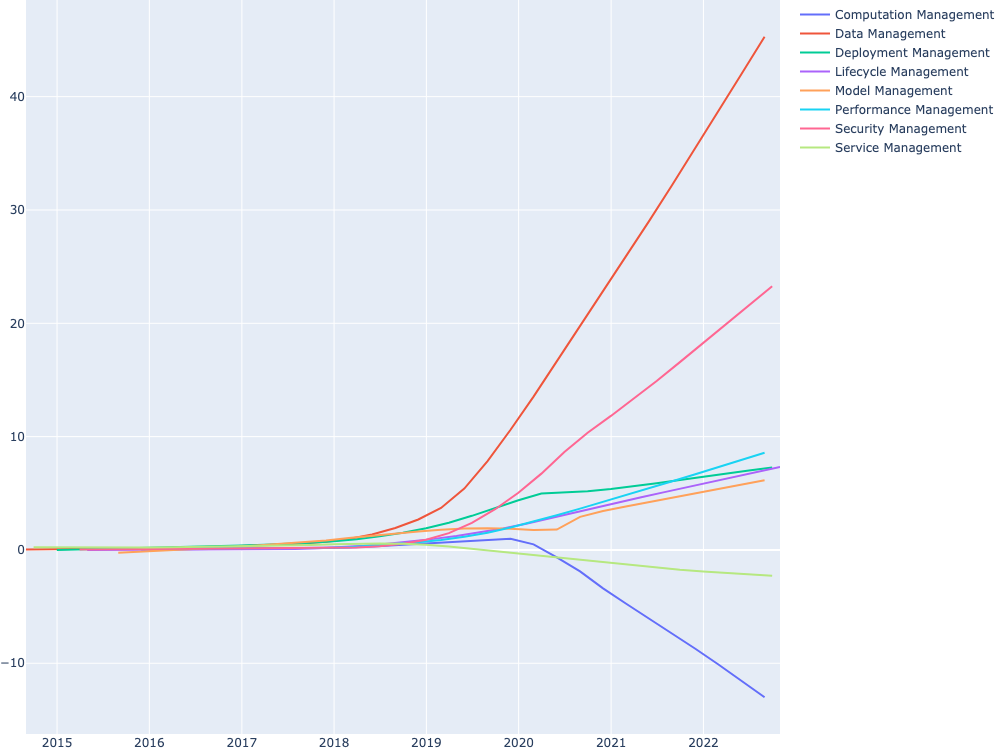 Computation Management
Data Management
Deployment Management
Lifecycle Management
Model Management
Performance Management
Security Management
Service Management
40
30
20
10
0
−10
2015 2016 2017 2018 2019 2020 2021 2022